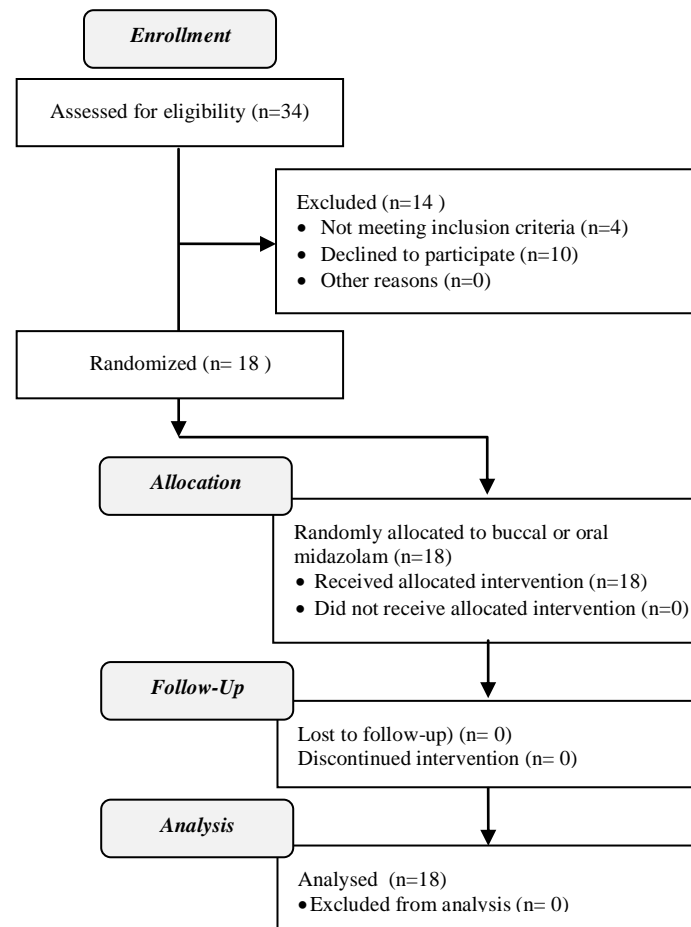 Enrollment
Assessed for eligibility (n=34)
Excluded (n=14 )
• Not meeting inclusion criteria (n=4)
• Declined to participate (n=10)
• Other reasons (n=0)
Randomized (n= 18 )
Allocation
Randomly allocated to buccal or oral
midazolam (n=18)
• Received allocated intervention (n=18)
• Did not receive allocated intervention (n=0)
Follow-Up
Lost to follow-up) (n= 0)
Discontinued intervention (n= 0)
Analysis
Analysed (n=18)
•Excluded from analysis (n= 0)